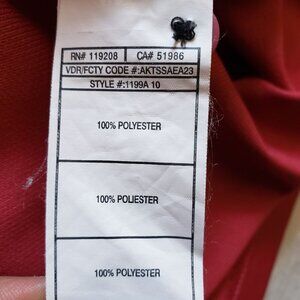 RN# 119208 CA# 51986
VDR/FCTY CODE #:AKTSSAEA23
STYLE #:1199A 10
100% POLYESTER
100% POLIESTER
100% POLYESTER